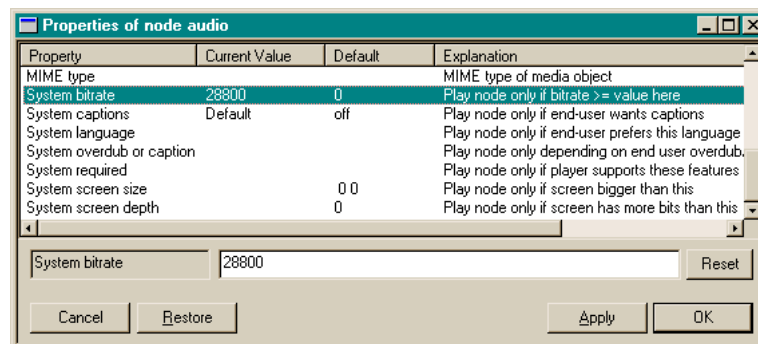 Properties of node audio
Property Current Value Default Explanation
MIME type MIME type of media object
System bitrate 28800 0 Play node only if bitrate >= value here
System captions Default off Play node only if end-user wants captions
System language Play node only if end-user prefers this language
System overdub or caption Play node only depending on end user overdub.
System required Play node only if player supports these features
System screen size 0 0 Play node only if screen bigger than this
System screen depth 0 Play node only if screen has more bits than this
System bitrate 28800 Reset
Cancel Restore Apply OK